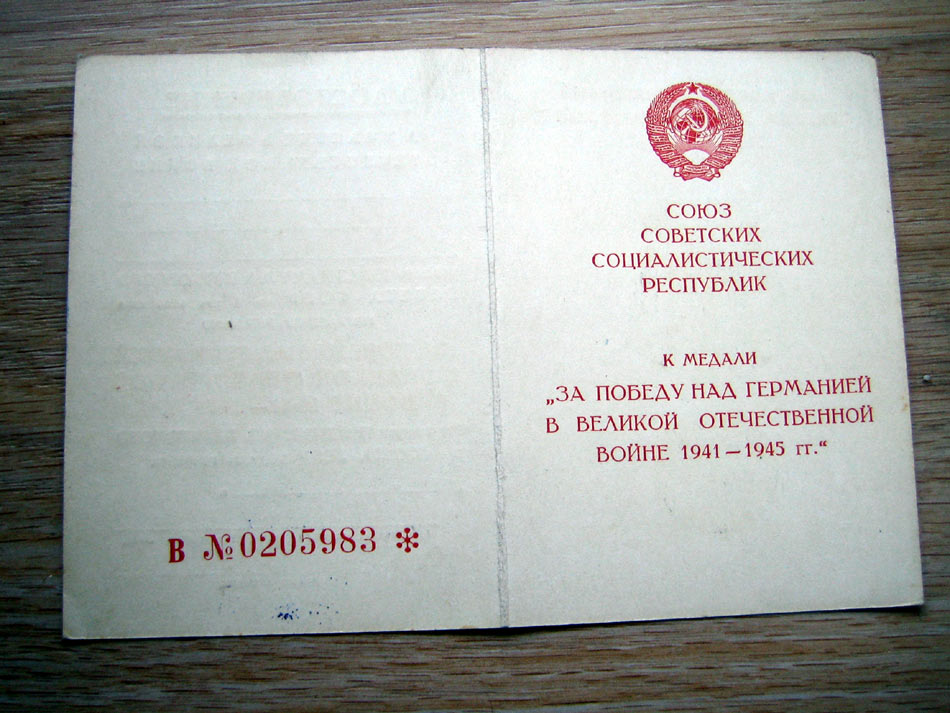 В №0205983 *
СОЮЗ
СОВЕТСКИХ
СОЦИАЛИСТИЧЕСКИХ
РЕСПУБЛИК
К МЕДАЛИ
„ЗА ПОБЕДУ НАД ГЕРМАНИЕЙ
В ВЕЛИКОЙ ОТЕЧЕСТВЕННОЙ
ВОЙНЕ 1941—1945 гг.“